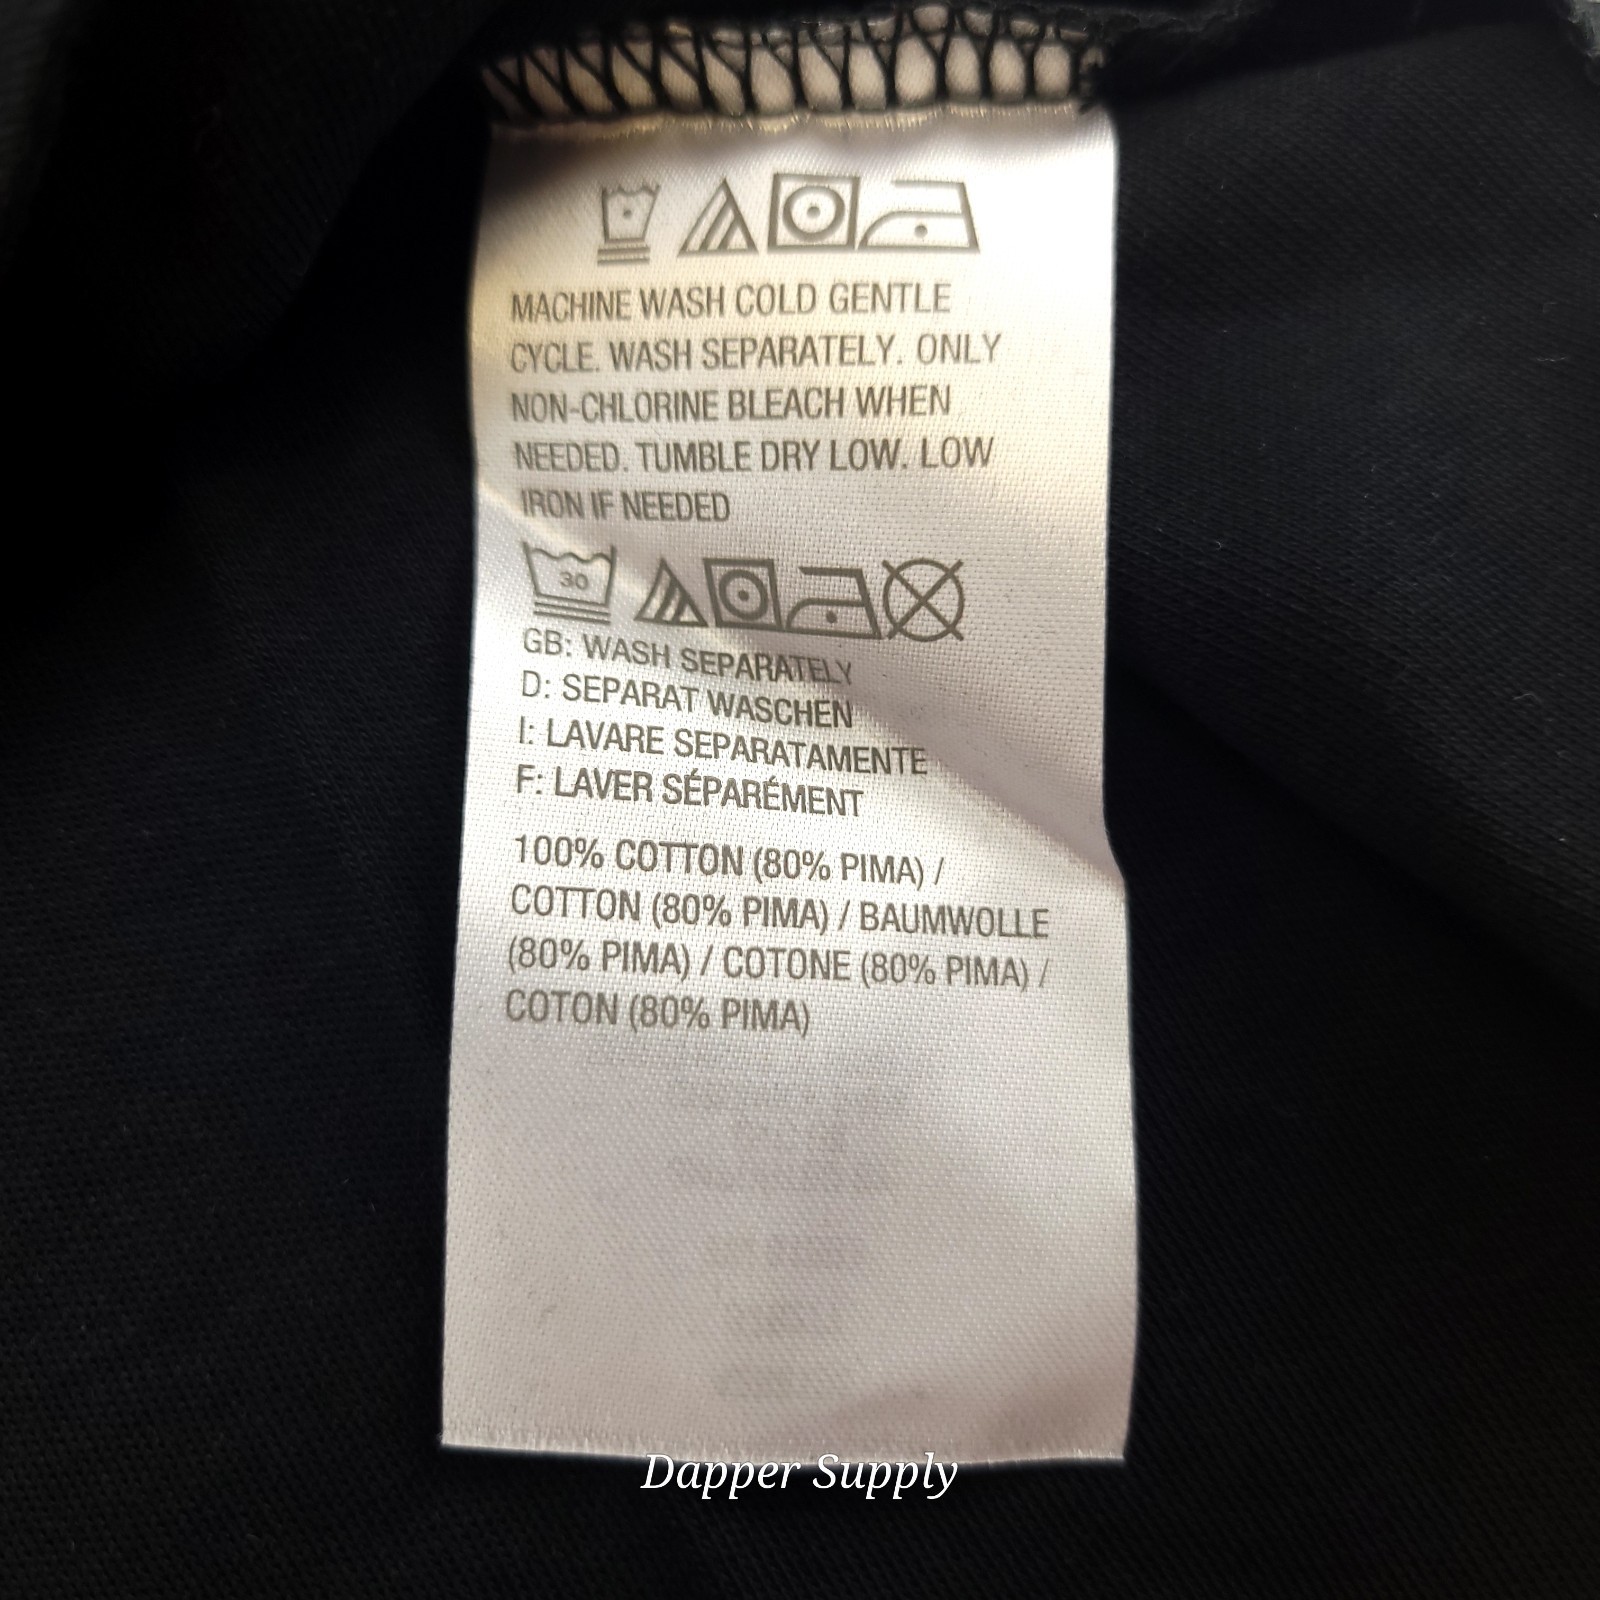 MACHINE WASH COLD GENTLE
CYCLE. WASH SEPARATELY. ONLY
NON-CHLORINE BLEACH WHEN
NEEDED. TUMBLE DRY LOW. LOW
IRON IF NEEDED
30
GB: WASH SEPARATELY
D: SEPARAT WASCHEN
I: LAVARE SEPARATAMENTE
F: LAVER SÉPARÉMENT
100% COTTON (80% PIMA) /
COTTON (80% PIMA) / BAUMWOLLE
(80% PIMA) / COTONE (80% PIMA) /
COTON (80% PIMA)
Dapper Supply